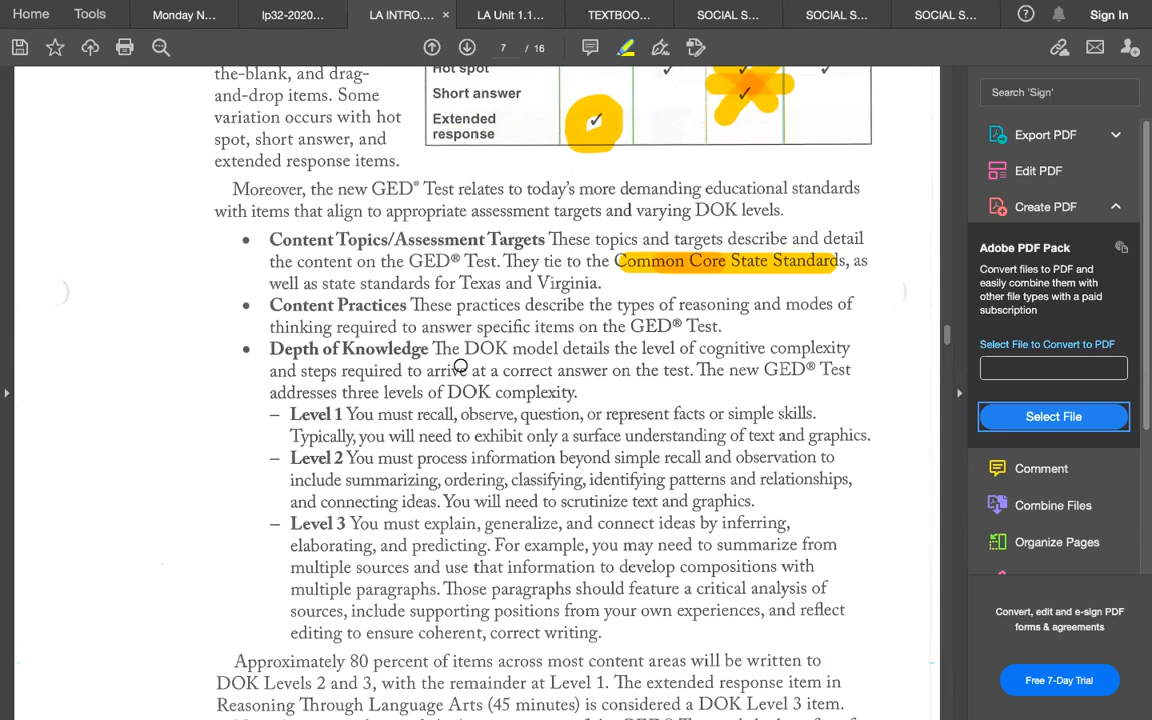 Home Tools Monday N... lp32-2020... LA INTRO.... × LA Unit 1.1... TEXTBOO... SOCIAL S... SOCIAL S... SOCIAL S... Sign In
7 / 16
the-blank, and drag-
and-drop items. Some
variation occurs with hot
spot, short answer, and
extended response items.
Hot spot ✓ ✓ ✓
Short answer ✓
Extended
response ✓
Moreover, the new GED® Test relates to today's more demanding educational standards
with items that align to appropriate assessment targets and varying DOK levels.
• Content Topics/Assessment Targets These topics and targets describe and detail
the content on the GED® Test. They tie to the Common Core State Standards, as
well as state standards for Texas and Virginia.
• Content Practices These practices describe the types of reasoning and modes of
thinking required to answer specific items on the GED® Test.
• Depth of Knowledge The DOK model details the level of cognitive complexity
and steps required to arrive at a correct answer on the test. The new GED® Test
addresses three levels of DOK complexity.
– Level 1 You must recall, observe, question, or represent facts or simple skills.
Typically, you will need to exhibit only a surface understanding of text and graphics.
– Level 2 You must process information beyond simple recall and observation to
include summarizing, ordering, classifying, identifying patterns and relationships,
and connecting ideas. You will need to scrutinize text and graphics.
– Level 3 You must explain, generalize, and connect ideas by inferring,
elaborating, and predicting. For example, you may need to summarize from
multiple sources and use that information to develop compositions with
multiple paragraphs. Those paragraphs should feature a critical analysis of
sources, include supporting positions from your own experiences, and reflect
editing to ensure coherent, correct writing.
Approximately 80 percent of items across most content areas will be written to
DOK Levels 2 and 3, with the remainder at Level 1. The extended response item in
Reasoning Through Language Arts (45 minutes) is considered a DOK Level 3 item.
Search 'Sign'
Export PDF
Edit PDF
Create PDF
Adobe PDF Pack
Convert files to PDF and
easily combine them with
other file types with a paid
subscription
Select File to Convert to PDF
Select File
Comment
Combine Files
Organize Pages
Convert, edit and e-sign PDF
forms & agreements
Free 7-Day Trial